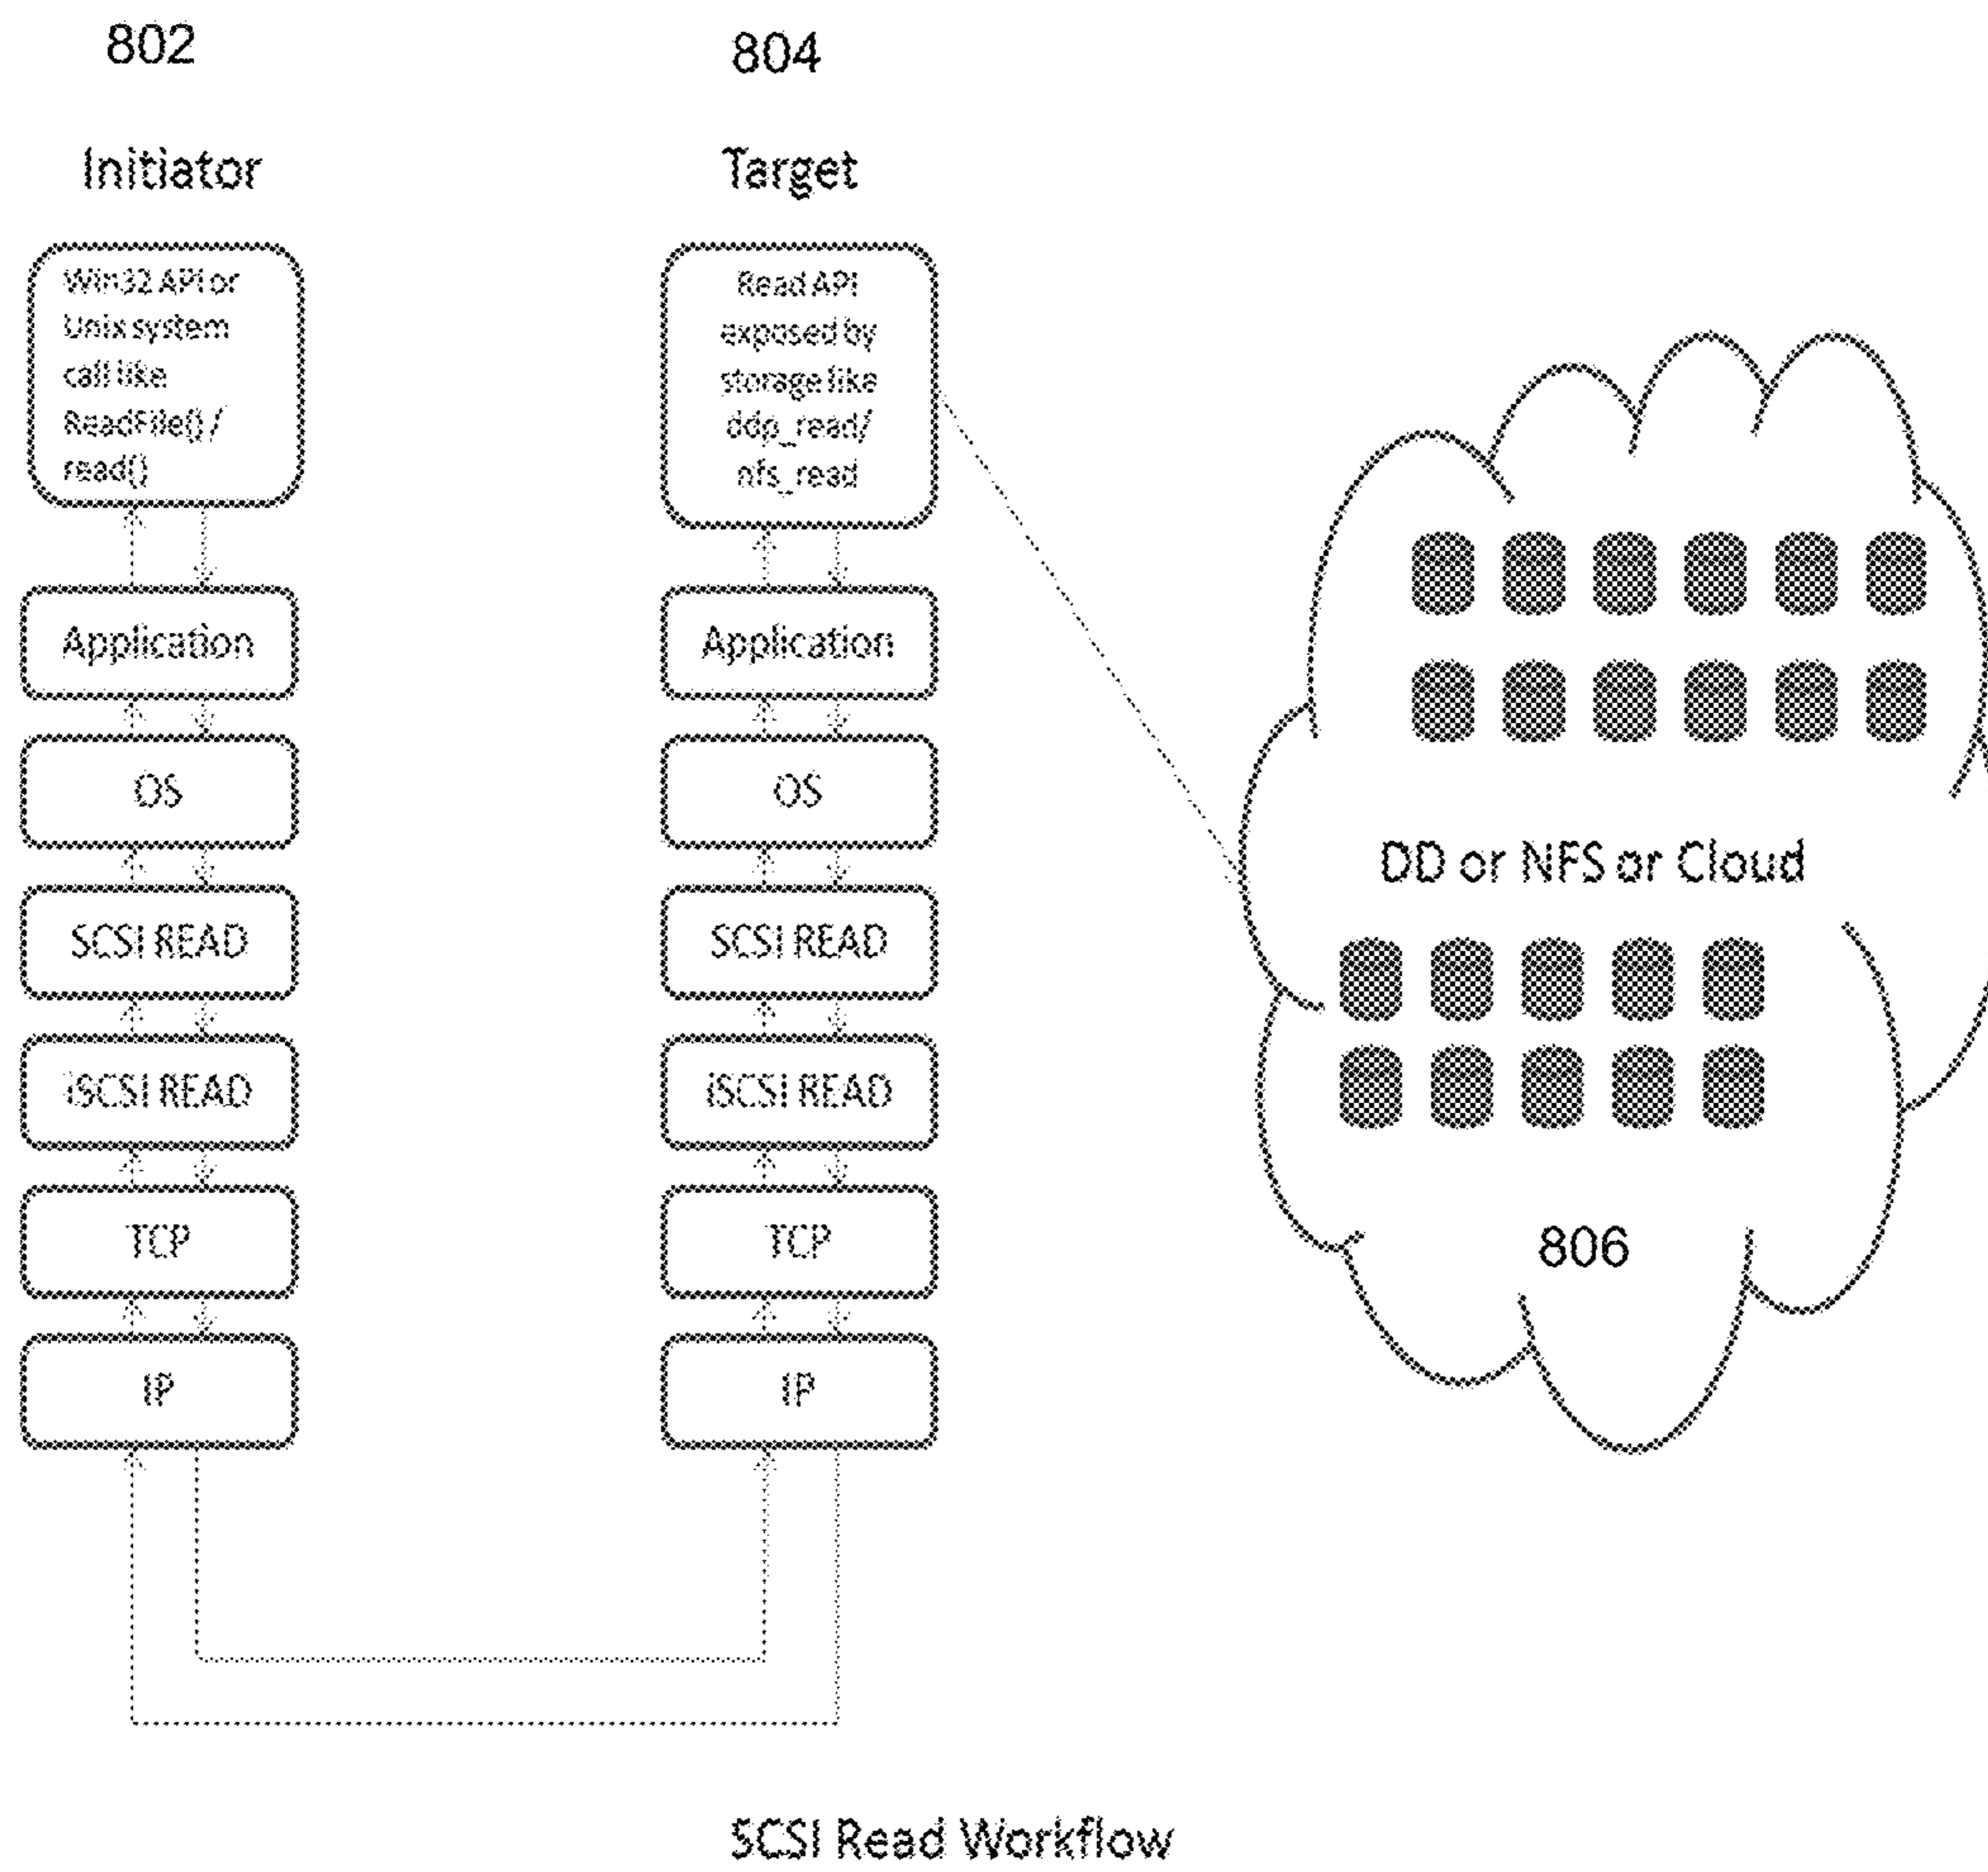 802
Initiator
Win32 API or
Unix system
call like
ReadFile() /
read()
Application
OS
SCSI READ
iSCSI READ
TCP
IP
804
Target
Read API
exposed by
storage like
ddp_read/
nfs_read
Application
OS
SCSI READ
iSCSI READ
TCP
IP
DD or NFS or Cloud
806
SCSI Read Workflow